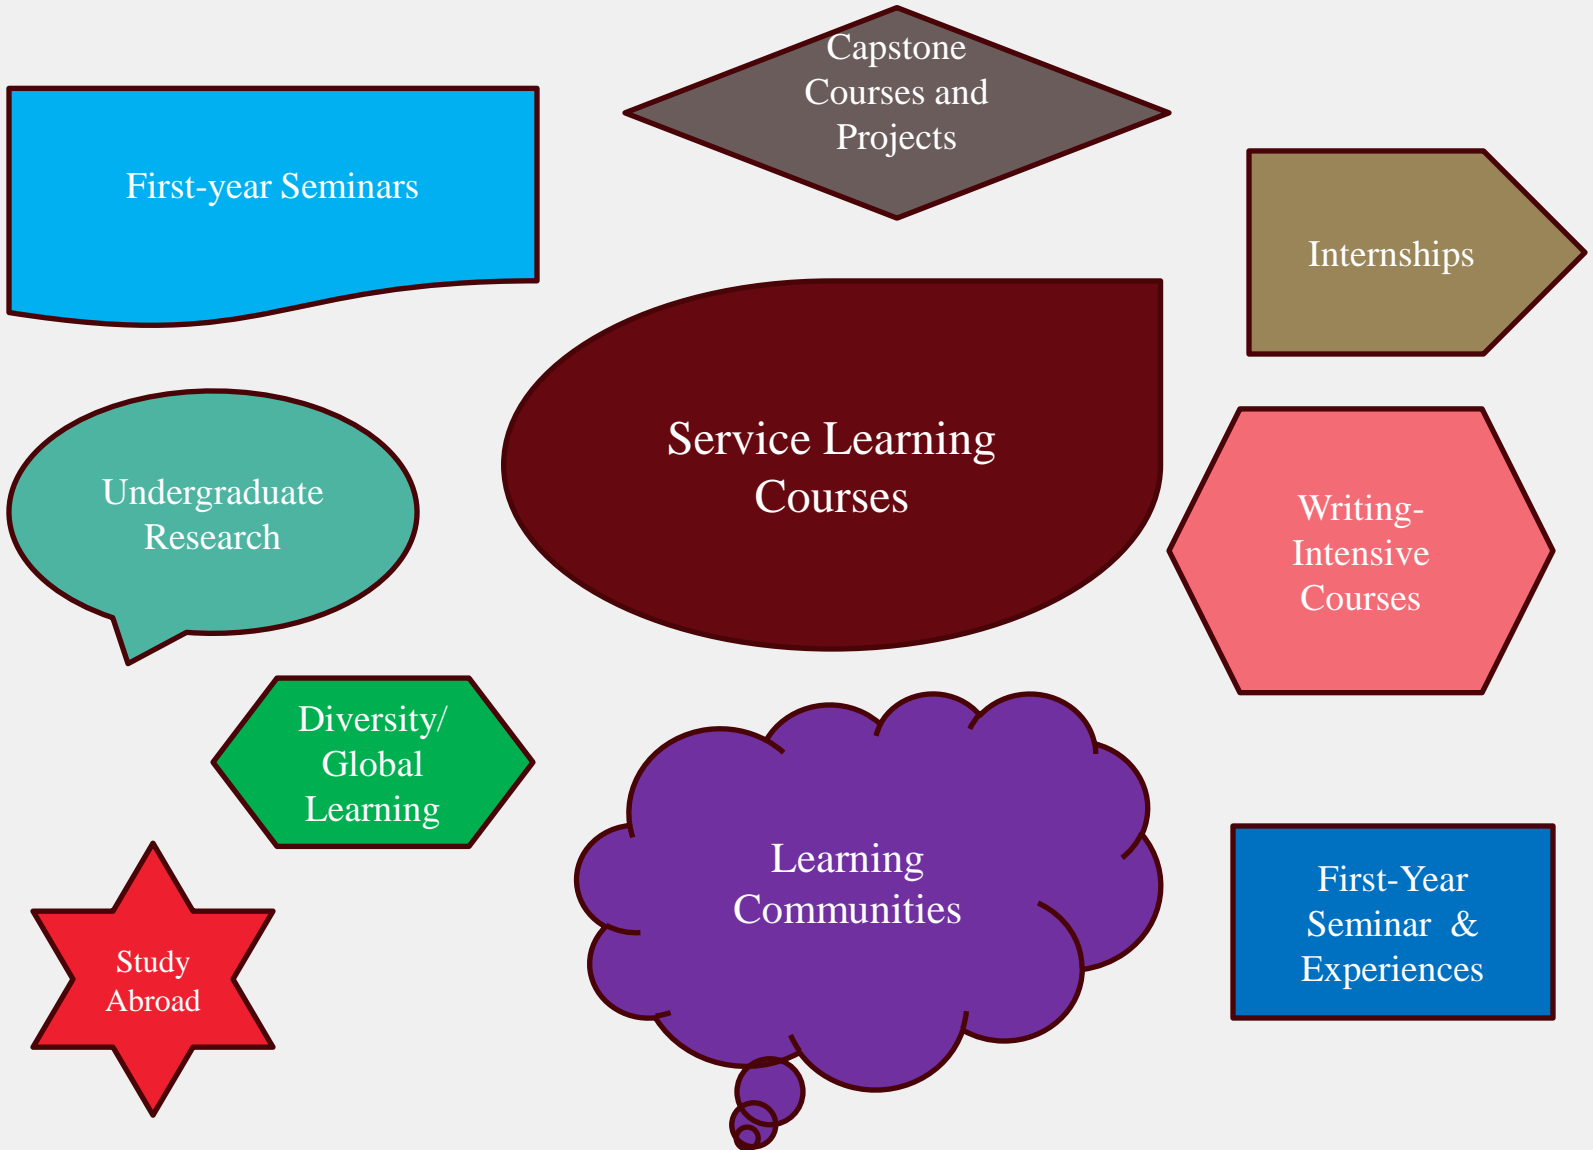 Capstone
Courses and
Projects
First-year Seminars
Internships
Service Learning
Courses
Undergraduate
Research
Writing-
Intensive
Courses
Diversity/
Global
Learning
Learning
Communities
First-Year
Seminar  &
Experiences
Study
Abroad